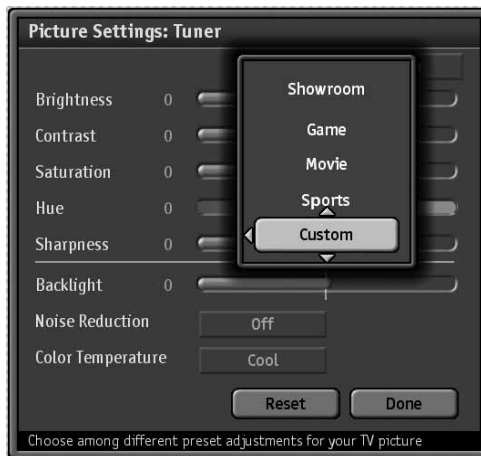 Picture Settings: Tuner
Showroom
Game
Movie
Sports
Custom
Brightness 0
Contrast 0
Saturation 0
Hue 0
Sharpness 0
Backlight 0
Noise Reduction Off
Color Temperature Cool
Reset Done
Choose among different preset adjustments for your TV picture